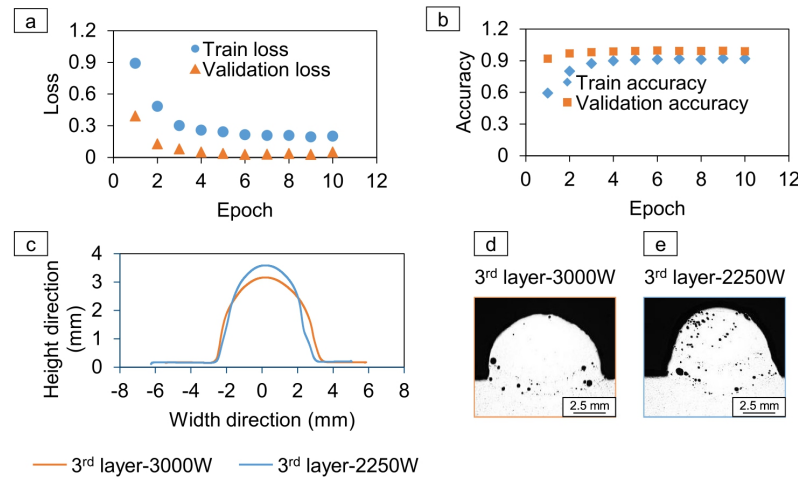 a
1.2
0.9
0.6
0.3
0
Loss
Train loss
Validation loss
0 2 4 6 8 10 12
Epoch
b
1.2
0.9
0.6
0.3
0
Accuracy
Train accuracy
Validation accuracy
0 2 4 6 8 10 12
Epoch
c
4
3
2
1
0
Height direction
(mm)
-8 -6 -4 -2 0 2 4 6 8
Width direction (mm)
3rd layer-3000W 3rd layer-2250W
d
3rd layer-3000W
2.5 mm
e
3rd layer-2250W
2.5 mm